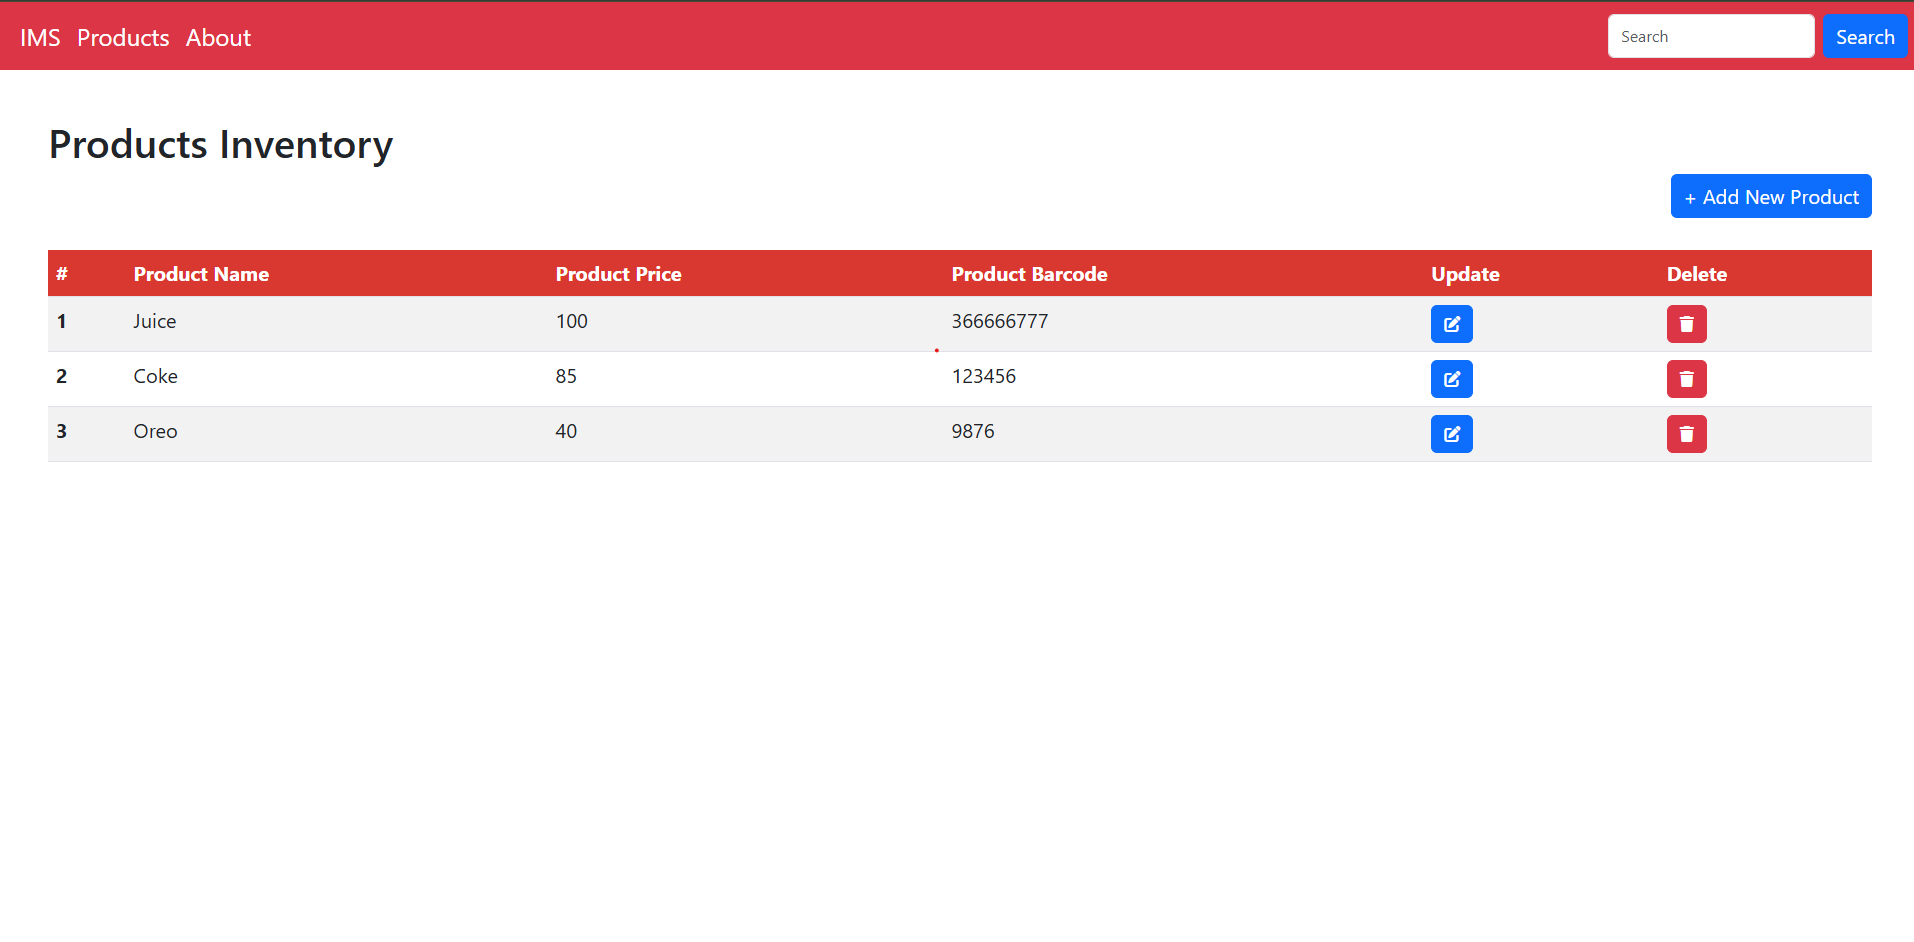 IMS Products About Search Search
Products Inventory
+ Add New Product
# Product Name Product Price Product Barcode Update Delete
1 Juice 100 366666777
2 Coke 85 123456
3 Oreo 40 9876